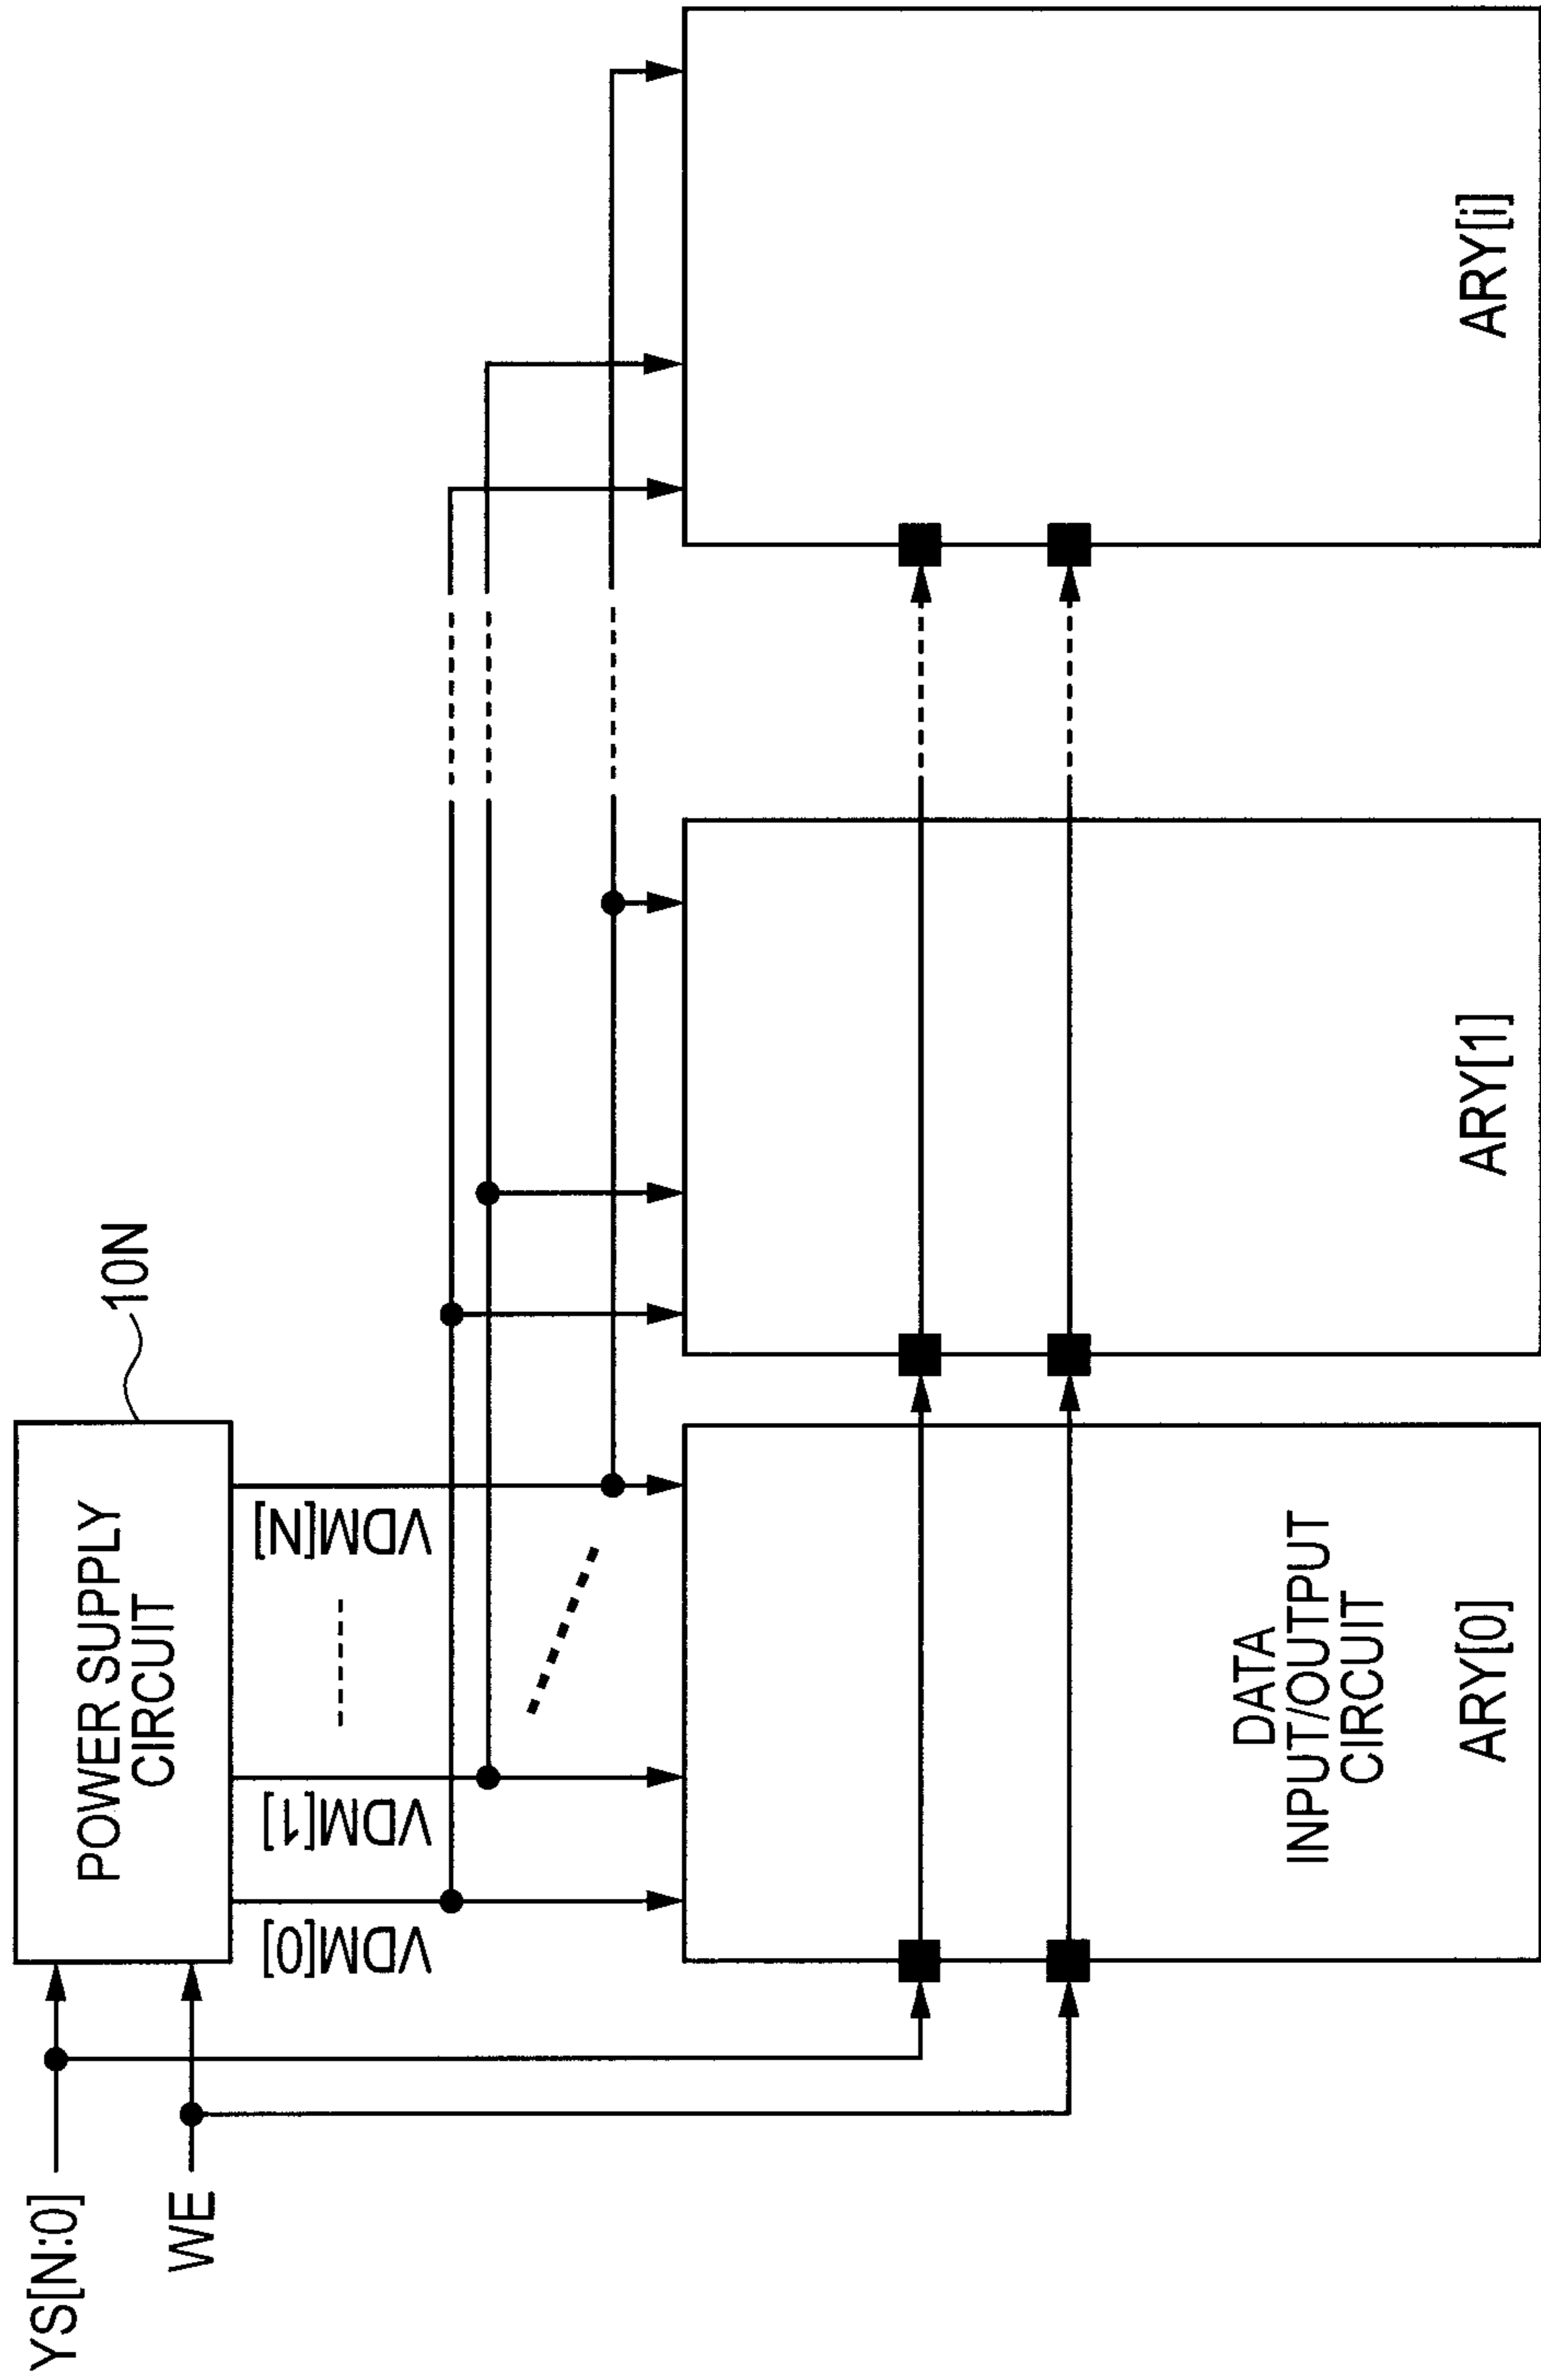 YS[N:0]
WE
POWER SUPPLY
CIRCUIT
10N
VDM[0]
VDM[1]
VDM[N]
DATA
INPUT/OUTPUT
CIRCUIT
ARY[0]
ARY[1]
ARY[i]